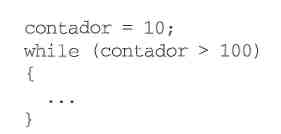 contador = 10;
while (contador > 100)
{
...
}